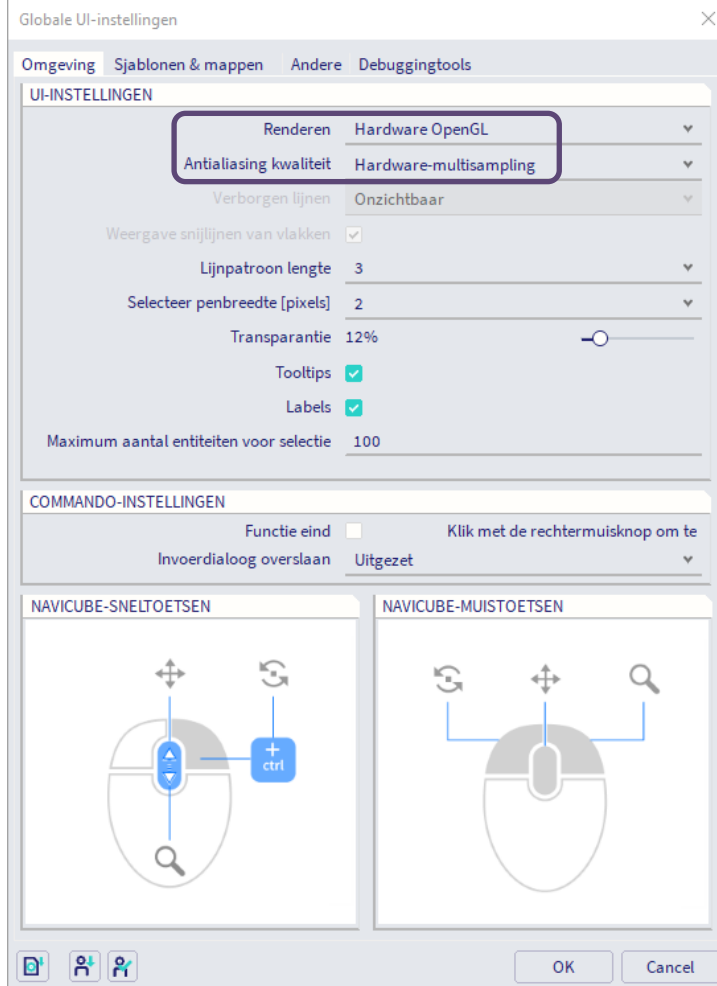 Globale UI-instellingen
Omgeving Sjablonen & mappen Andere Debuggingtools
UI-INSTELLINGEN
Renderen Hardware OpenGL
Antialiasing kwaliteit Hardware-multisampling
Verborgen lijnen Onzichtbaar
Weergave snijlijnen van vlakken
Lijnpatroon lengte 3
Selecteer penbreedte [pixels] 2
Transparantie 12%
Tooltips
Labels
Maximum aantal entiteiten voor selectie 100
COMMANDO-INSTELLINGEN
Functie eind Klik met de rechtermuisknop om te
Invoerdialoog overslaan Uitgezet
NAVICUBE-SNELTOETSEN NAVICUBE-MUISTOETSEN
+
ctrl
OK Cancel